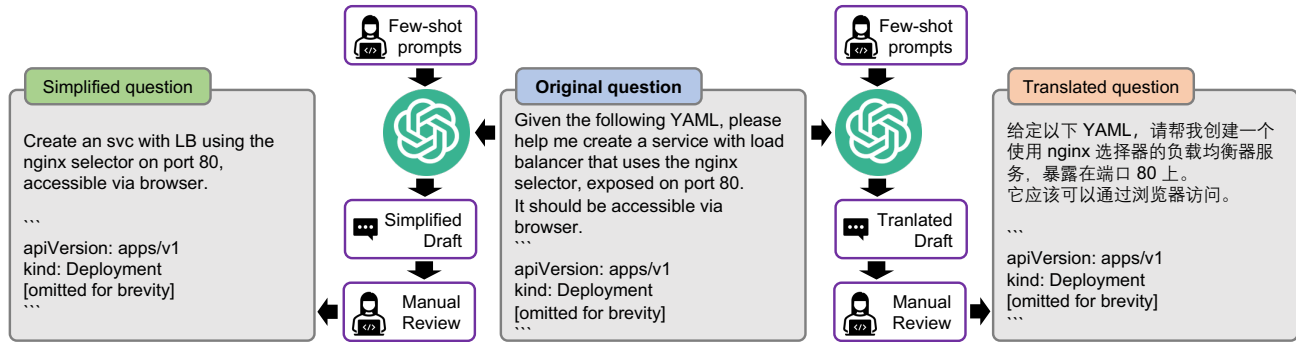 Few-shot
prompts
Few-shot
prompts
Simplified question
Create an svc with LB using the
nginx selector on port 80,
accessible via browser.
```
apiVersion: apps/v1
kind: Deployment
[omitted for brevity]
```
Simplified
Draft
Manual
Review
Original question
Given the following YAML, please
help me create a service with load
balancer that uses the nginx
selector, exposed on port 80.
It should be accessible via
browser.
```
apiVersion: apps/v1
kind: Deployment
[omitted for brevity]
```
Tranlated
Draft
Manual
Review
Translated question
给定以下 YAML，请帮我创建一个
使用 nginx 选择器的负载均衡器服
务，暴露在端口 80 上。
它应该可以通过浏览器访问。
```
apiVersion: apps/v1
kind: Deployment
[omitted for brevity]
```